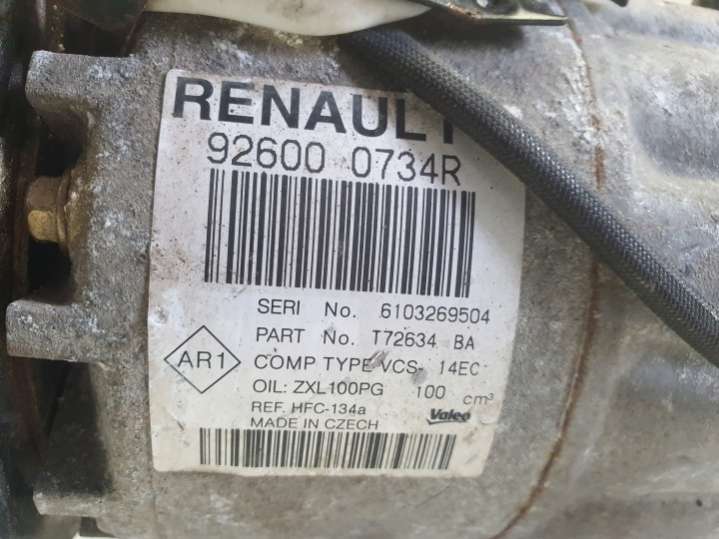 RENAULT
92600 0734R
SERI No. 6103269504
PART No. T72634 BA
AR1
COMP TYPE VCS- 14EC
OIL: ZXL100PG 100 cm³
REF. HFC-134a
Valeo
MADE IN CZECH